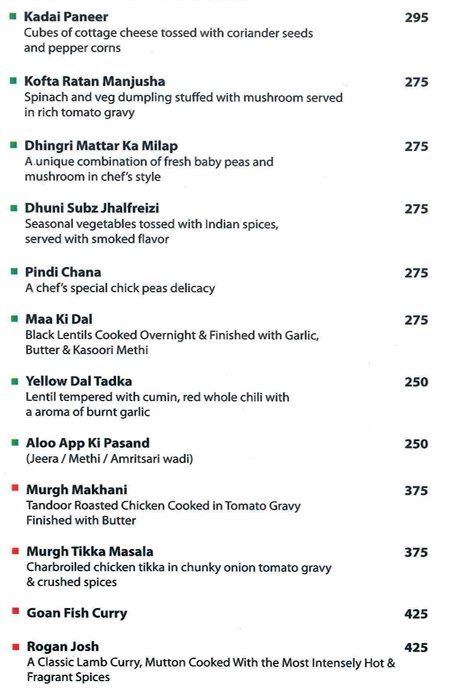 Kadai Paneer 295
Cubes of cottage cheese tossed with coriander seeds
and pepper corns
Kofta Ratan Manjusha 275
Spinach and veg dumpling stuffed with mushroom served
in rich tomato gravy
Dhingri Mattar Ka Milap 275
A unique combination of fresh baby peas and
mushroom in chef's style
Dhuni Subz Jhalfreizi 275
Seasonal vegetables tossed with Indian spices,
served with smoked flavor
Pindi Chana 275
A chef's special chick peas delicacy
Maa Ki Dal 275
Black Lentils Cooked Overnight & Finished with Garlic,
Butter & Kasoori Methi
Yellow Dal Tadka 250
Lentil tempered with cumin, red whole chili with
a aroma of burnt garlic
Aloo App Ki Pasand 250
(Jeera / Methi / Amritsari wadi)
Murgh Makhani 375
Tandoor Roasted Chicken Cooked in Tomato Gravy
Finished with Butter
Murgh Tikka Masala 375
Charbroiled chicken tikka in chunky onion tomato gravy
& crushed spices
Goan Fish Curry 425
Rogan Josh 425
A Classic Lamb Curry, Mutton Cooked With the Most Intensely Hot &
Fragrant Spices